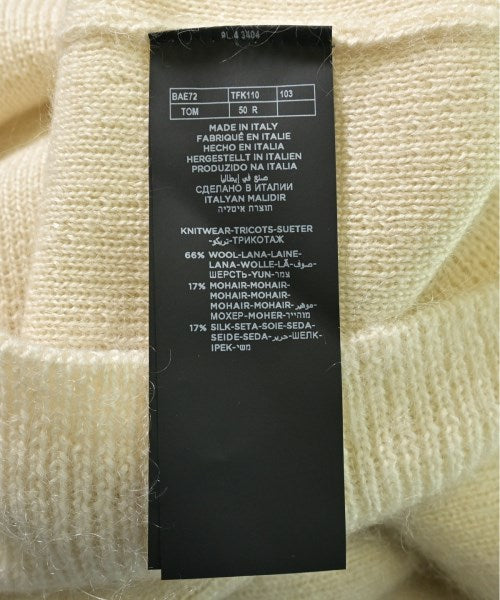 PL.4 3404
BAE72 TFK110 103
TOM 50 R
MADE IN ITALY
FABRIQUÉ EN ITALIE
HECHO EN ITALIA
HERGESTELLT IN ITALIEN
PRODUZIDO NA ITALIA
صنع في إيطاليا
СДЕЛАНО В ИТАЛИИ
ITALYAN MALIDIR
תוצרת איטליה
KNITWEAR-TRICOTS-SUETER
-تريكو-ТРИКОТАЖ
66% WOOL-LANA-LAINE-
LANA-WOLLE-LÃ-صوف-
ШЕРСТЬ-YUN-צמר
17% MOHAIR-MOHAIR-
MOHAIR-MOHAIR-
MOHAIR-MOHAIR-موهير-
МОХЕР-MOHER-מוהייר
17% SILK-SETA-SOIE-SEDA-
SEIDE-SEDA-حرير-ШЕЛК-
IPEK-משי